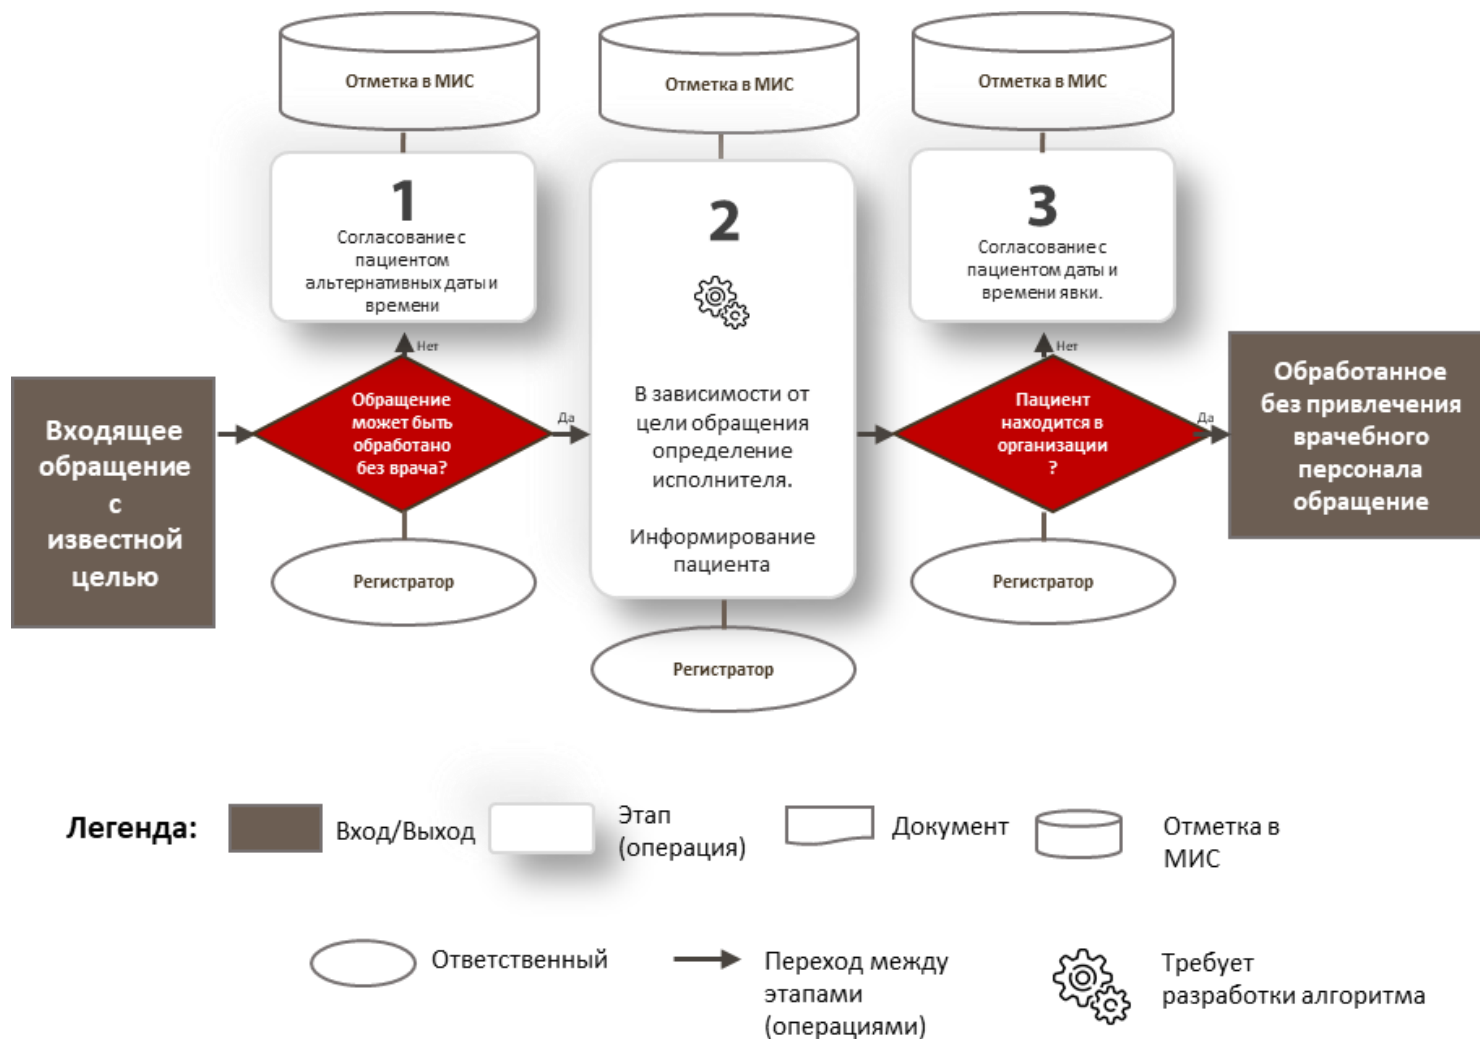 Отметка в МИС
Отметка в МИС
Отметка в МИС
1
Согласование с
пациентом
альтернативных даты и
времени
2
В зависимости от
цели обращения
определение
исполнителя.
Информирование
пациента
3
Согласование с
пациентом даты и
времени явки.
Нет
Нет
Входящее
обращение
с
известной
целью
Обращение
может быть
обработано
без врача?
Да
Пациент
находится в
организации
?
Да
Обработанное
без привлечения
врачебного
персонала
обращение
Регистратор
Регистратор
Регистратор
Легенда:
Вход/Выход
Этап
(операция)
Документ
Отметка в
МИС
Ответственный
Переход между
этапами
(операциями)
Требует
разработки алгоритма